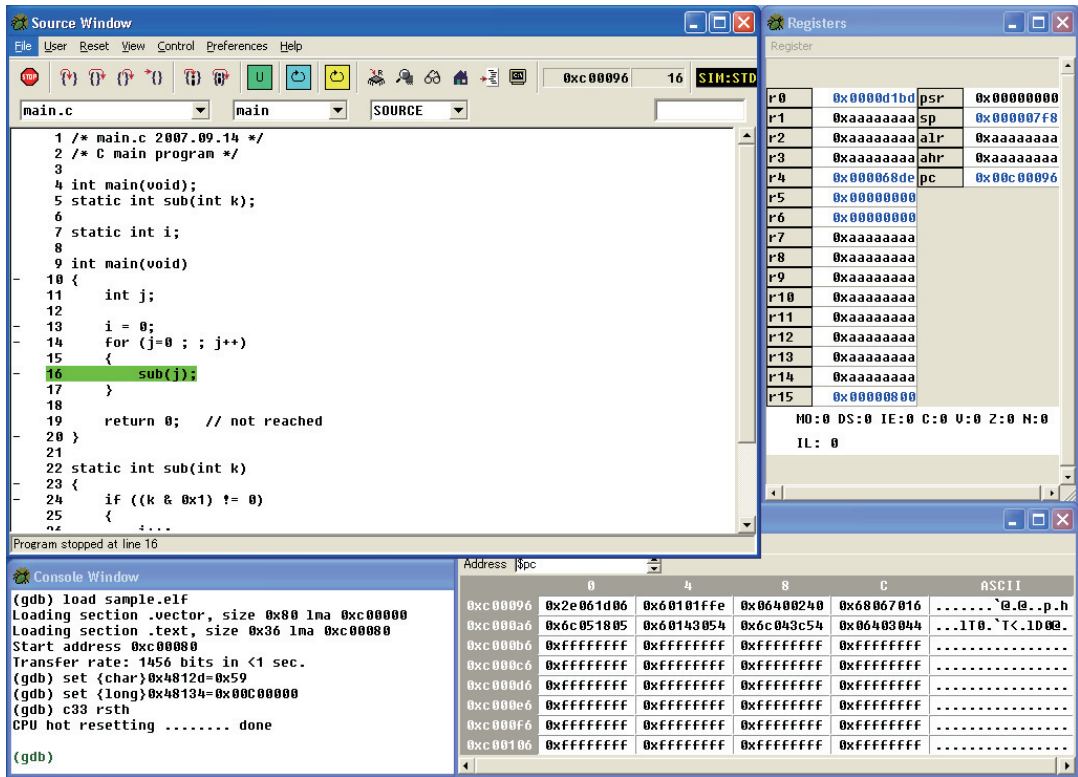 Source Window
File User Reset View Control Preferences Help
STOP U 0xc00096 16 SIM:STD
main.c main SOURCE
1 /* main.c 2007.09.14 */
2 /* C main program */
3
4 int main(void);
5 static int sub(int k);
6
7 static int i;
8
9 int main(void)
- 10 {
11 int j;
12
- 13 i = 0;
- 14 for (j=0 ; ; j++)
15 {
- 16 sub(j);
17 }
18
19 return 0; // not reached
- 20 }
21
22 static int sub(int k)
- 23 {
- 24 if ((k & 0x1) != 0)
25 {
Program stopped at line 16
Registers
Register
r0 0x0000d1bd psr 0x00000000
r1 0xaaaaaaaa sp 0x000007f8
r2 0xaaaaaaaa alr 0xaaaaaaaa
r3 0xaaaaaaaa ahr 0xaaaaaaaa
r4 0x000068de pc 0x00c00096
r5 0x00000000
r6 0x00000000
r7 0xaaaaaaaa
r8 0xaaaaaaaa
r9 0xaaaaaaaa
r10 0xaaaaaaaa
r11 0xaaaaaaaa
r12 0xaaaaaaaa
r13 0xaaaaaaaa
r14 0xaaaaaaaa
r15 0x00000800
MO:0 DS:0 IE:0 C:0 V:0 Z:0 N:0
IL: 0
Console Window
(gdb) load sample.elf
Loading section .vector, size 0x80 lma 0xc00000
Loading section .text, size 0x36 lma 0xc00080
Start address 0xc00080
Transfer rate: 1456 bits in <1 sec.
(gdb) set {char}0x4812d=0x59
(gdb) set {long}0x48134=0x00C00000
(gdb) c33 rsth
CPU hot resetting ........ done
(gdb)
Address $pc
0 4 8 C ASCII
0xc00096 0x2e061d06 0x60101ffe 0x06400240 0x68067016 .......`@.@..p.h
0xc000a6 0x6c051805 0x60143054 0x6c043c54 0x06403044 ...lT0.`T<.lD0@.
0xc000b6 0xffffffff 0xffffffff 0xffffffff 0xffffffff ................
0xc000c6 0xffffffff 0xffffffff 0xffffffff 0xffffffff ................
0xc000d6 0xffffffff 0xffffffff 0xffffffff 0xffffffff ................
0xc000e6 0xffffffff 0xffffffff 0xffffffff 0xffffffff ................
0xc000f6 0xffffffff 0xffffffff 0xffffffff 0xffffffff ................
0xc00106 0xffffffff 0xffffffff 0xffffffff 0xffffffff ................